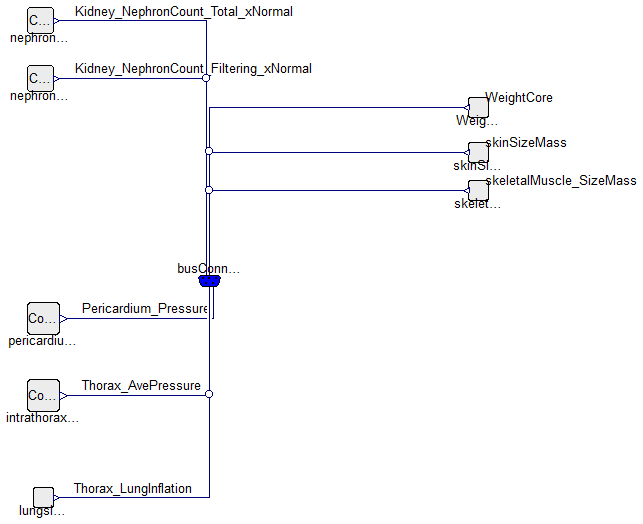 Kidney_NephronCount_Total_xNormal
C...
nephron...
Kidney_NephronCount_Filtering_xNormal
C...
nephron...
WeightCore
Weig...
skinSizeMass
skinSi...
skeletalMuscle_SizeMass
skelet...
busConn...
Pericardium_Pressure
Co...
pericardiu...
Thorax_AvePressure
Co...
intrathorax...
Thorax_LungInflation
lungsI...